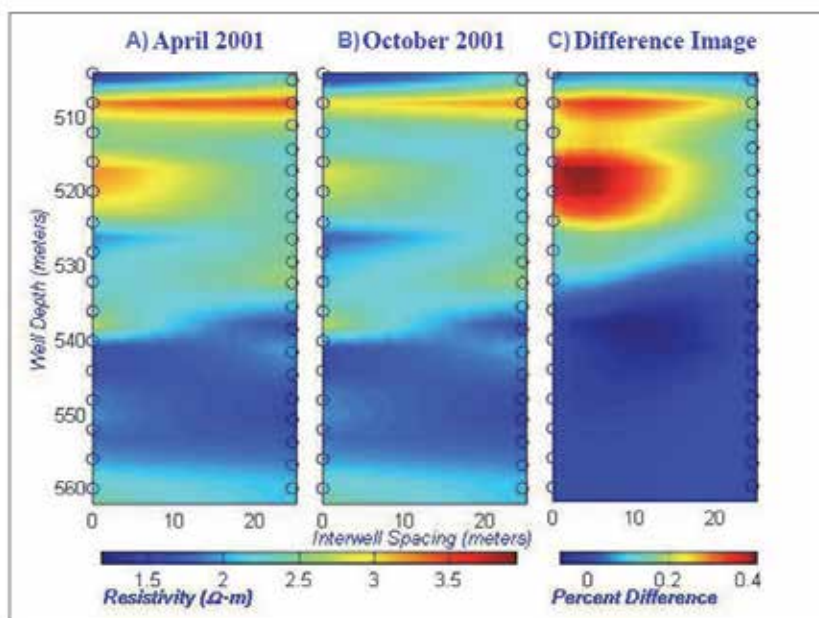 A) April 2001
B) October 2001
C) Difference Image
Well Depth (meters)
510
520
530
540
550
560
0 10 20
0 10 20
0 10 20
Interwell Spacing (meters)
1.5 2 2.5 3 3.5
Resistivity (Ω-m)
0 0.2 0.4
Percent Difference